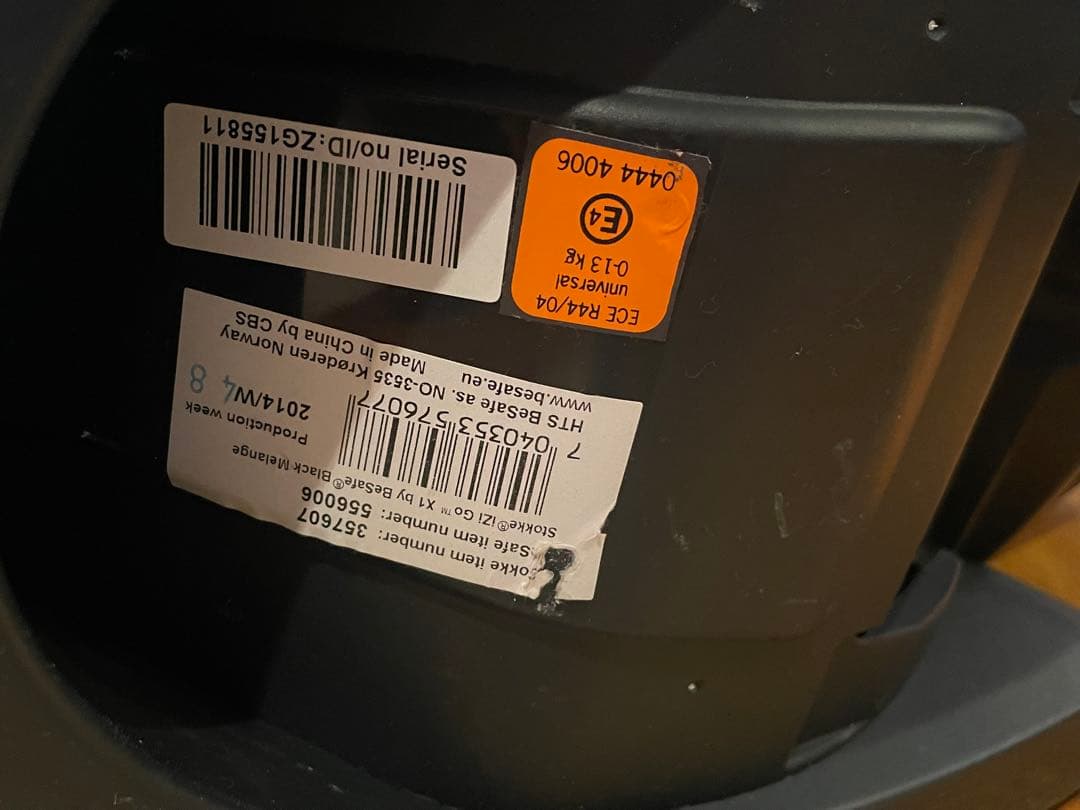 okke item number: 357607
Safe item number: 556006
Stokke® iZi Go™ X1 by BeSafe® Black Melange
7 040353 576077
Production week
2014/W48
HTS BeSafe as. NO-3535 Krøderen Norway
www.besafe.eu Made in China by CBS
ECE R44/04
universal
0-13 kg
E4
0444 4006
Serial no/ID:ZG155811